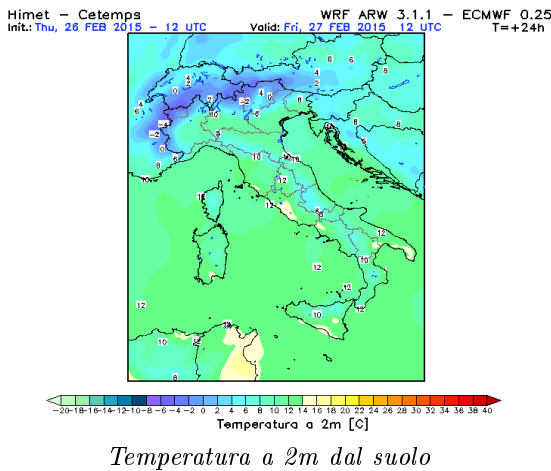 Himet – Cetemps WRF ARW 3.1.1 – ECMWF 0.25
Init.: Thu, 26 FEB 2015 – 12 UTC Valid: Fri, 27 FEB 2015 12 UTC T=+24h
-20 -18 -16 -14 -12 -10 -8 -6 -4 -2 0 2 4 6 8 10 12 14 16 18 20 22 24 26 28 30 32 34 36 38 40
Temperatura a 2m [C]
Temperatura a 2m dal suolo